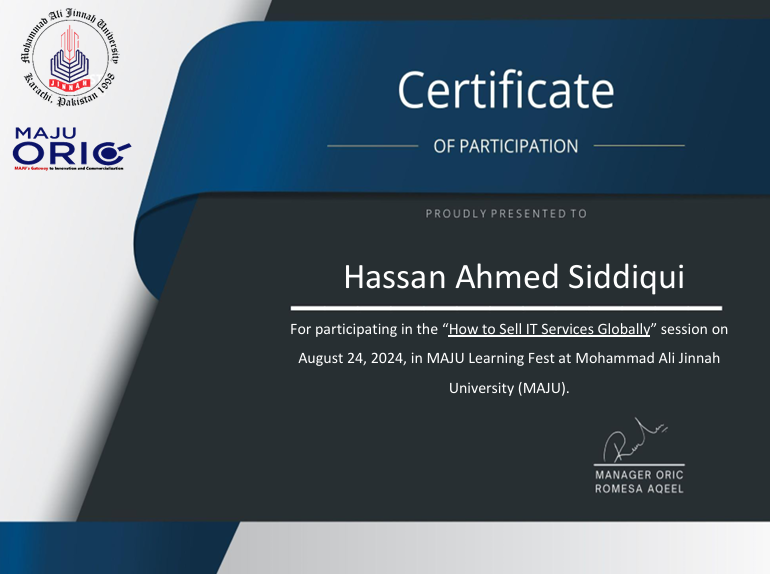 Mohammad Ali Jinnah University
JINNAH
Karachi, Pakistan 1998
MAJU
ORIC
MAJU's Gateway to Innovation and Commercialization
Certificate
OF PARTICIPATION
PROUDLY PRESENTED TO
Hassan Ahmed Siddiqui
For participating in the “How to Sell IT Services Globally” session on
August 24, 2024, in MAJU Learning Fest at Mohammad Ali Jinnah
University (MAJU).
MANAGER ORIC
ROMESA AQEEL